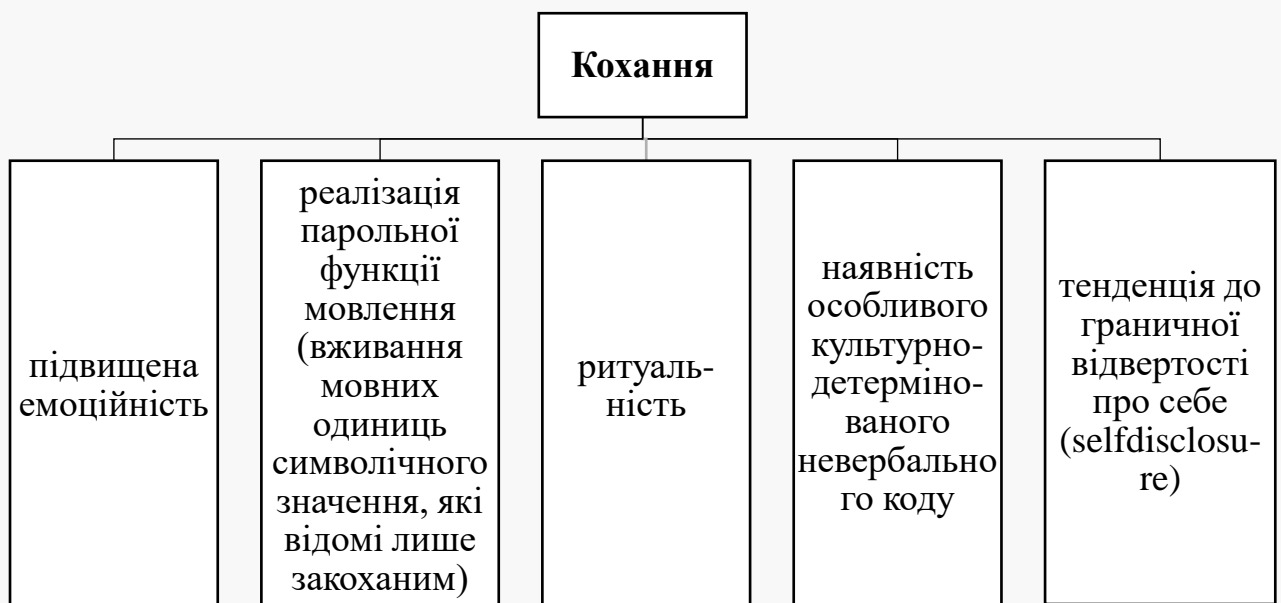 Кохання
підвищена
емоційність
реалізація
парольної
функції
мовлення
(вживання
мовних
одиниць
символічного
значення, які
відомі лише
закоханим)
ритуаль-
ність
наявність
особливого
культурно-
детерміно-
ваного
невербально
го коду
тенденція до
граничної
відвертості
про себе
(selfdisclosu-
re)